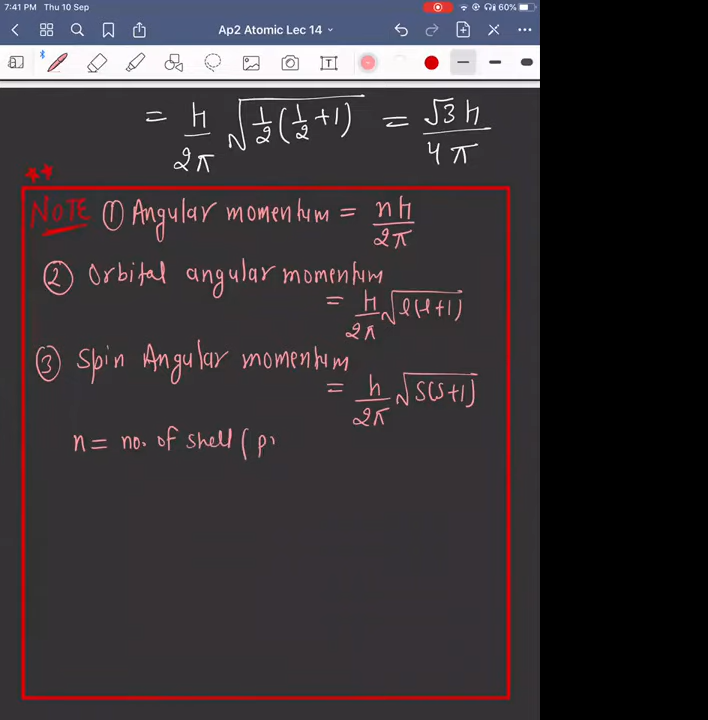 7:41 PM Thu 10 Sep 60%
Ap2 Atomic Lec 14
= h/2π √(1/2(1/2+1)) = √3 h/4π
NOTE ① Angular momentum = nh/2π
② Orbital angular momentum
= h/2π √(l(l+1))
③ Spin Angular momentum
= h/2π √(S(S+1))
n = no. of shell (